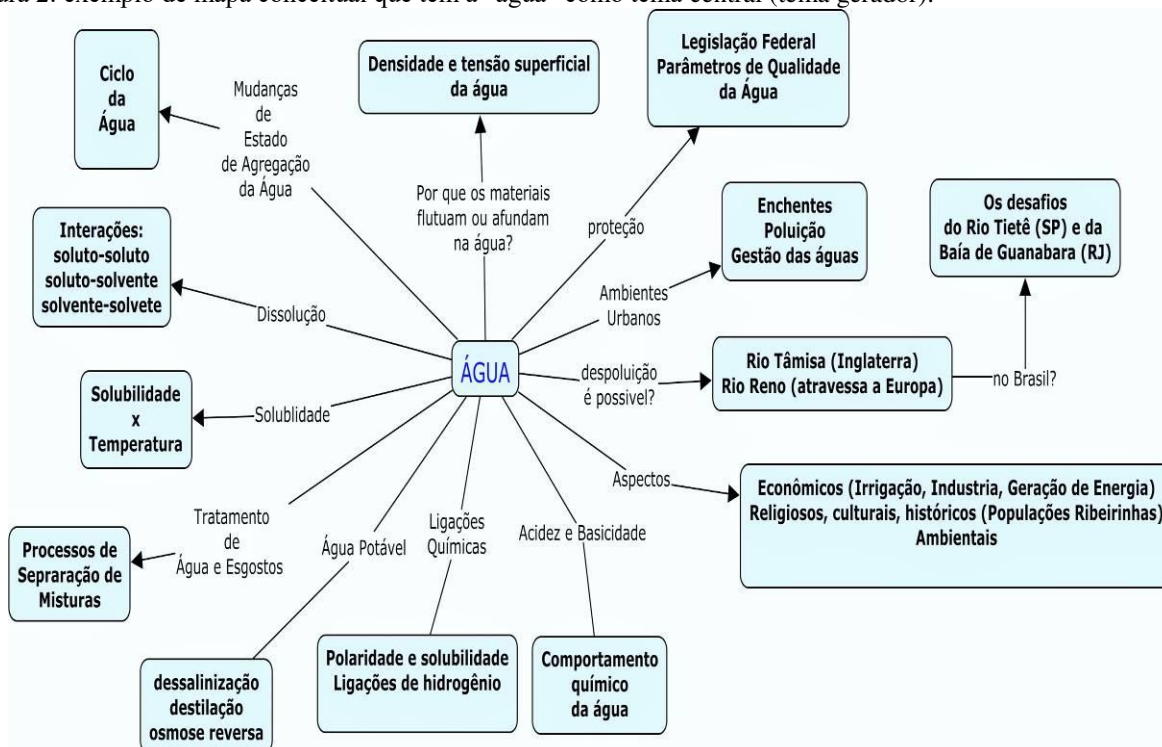 2: exemplo de mapa conceitual que tem a "água" como tema central (tema gerador).
Ciclo
da
Água
Mudanças
de
Estado
de Agregação
da Água
Densidade e tensão superficial
da água
Por que os materiais
flutuam ou afundam
na água?
Legislação Federal
Parâmetros de Qualidade
da Água
proteção
Enchentes
Poluição
Gestão das águas
Ambientes
Urbanos
Os desafios
do Rio Tietê (SP) e da
Baía de Guanabara (RJ)
Interações:
soluto-soluto
soluto-solvente
solvente-solvete
Dissolução
ÁGUA
despoluição
é possivel?
Rio Tâmisa (Inglaterra)
Rio Reno (atravessa a Europa)
no Brasil?
Solubilidade
x
Temperatura
Solublidade
Aspectos
Econômicos (Irrigação, Industria, Geração de Energia)
Religiosos, culturais, históricos (Populações Ribeirinhas)
Ambientais
Tratamento
de
Água e Esgostos
Processos de
Sepraração de
Misturas
Água Potável
dessalinização
destilação
osmose reversa
Ligações
Químicas
Polaridade e solubilidade
Ligações de hidrogênio
Acidez e Basicidade
Comportamento
químico
da água